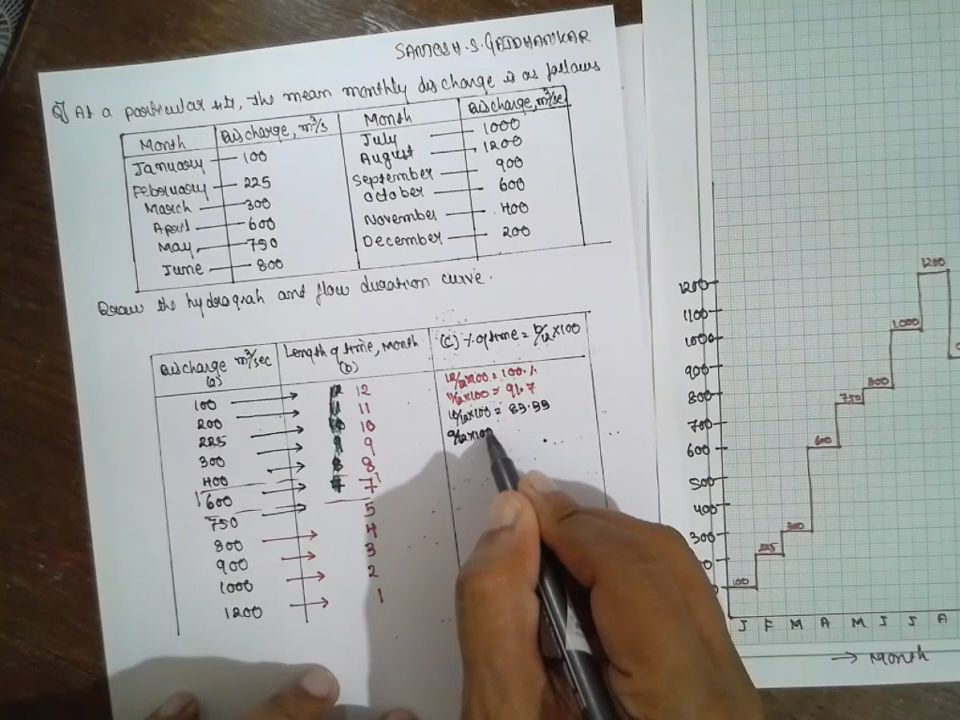 SANTOSH.S.GAIDHANKAR
Q] At a particular site, the mean monthly discharge is as follows
Month Discharge, m³/s Month Discharge, m³/sec
January 100 July 1000
February 225 August 1200
March 300 September 900
April 600 October 600
May 750 November 400
June 800 December 200
Draw the hydrograh and flow duration curve.
Discharge m³/sec (a) Length of time, month (b) (c) % of time = b/12 x 100
100 12 12/12x100 = 100%
200 11 11/12x100 = 91.7
225 10 10/12x100 = 83.33
300 9 9/12x100
400 8
600 7
750 5
800 4
900 3
1000 2
1200 1
1200 1200
1100
1000 1000
900
800 800
750
700
600 600
500
400
300 300
225
100
J F M A M J J A
→ Month